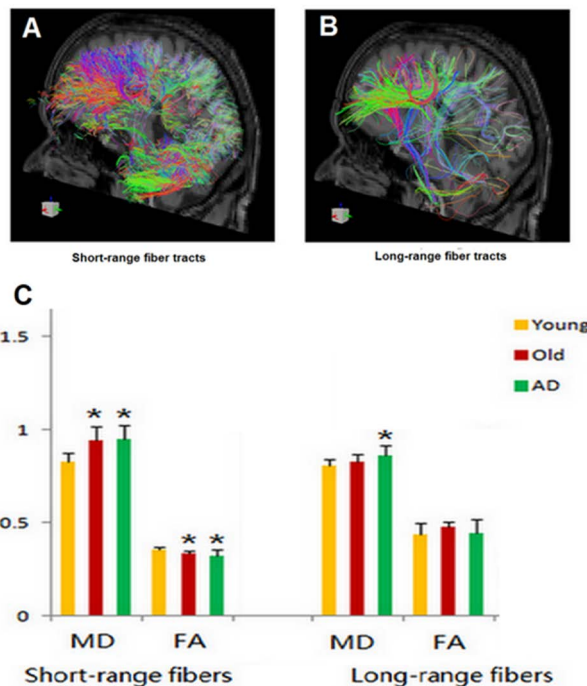 A
B
Short-range fiber tracts
Long-range fiber tracts
C
1.5
Young
Old
AD
1
0.5
0
* * * * *
MD FA MD FA
Short-range fibers Long-range fibers